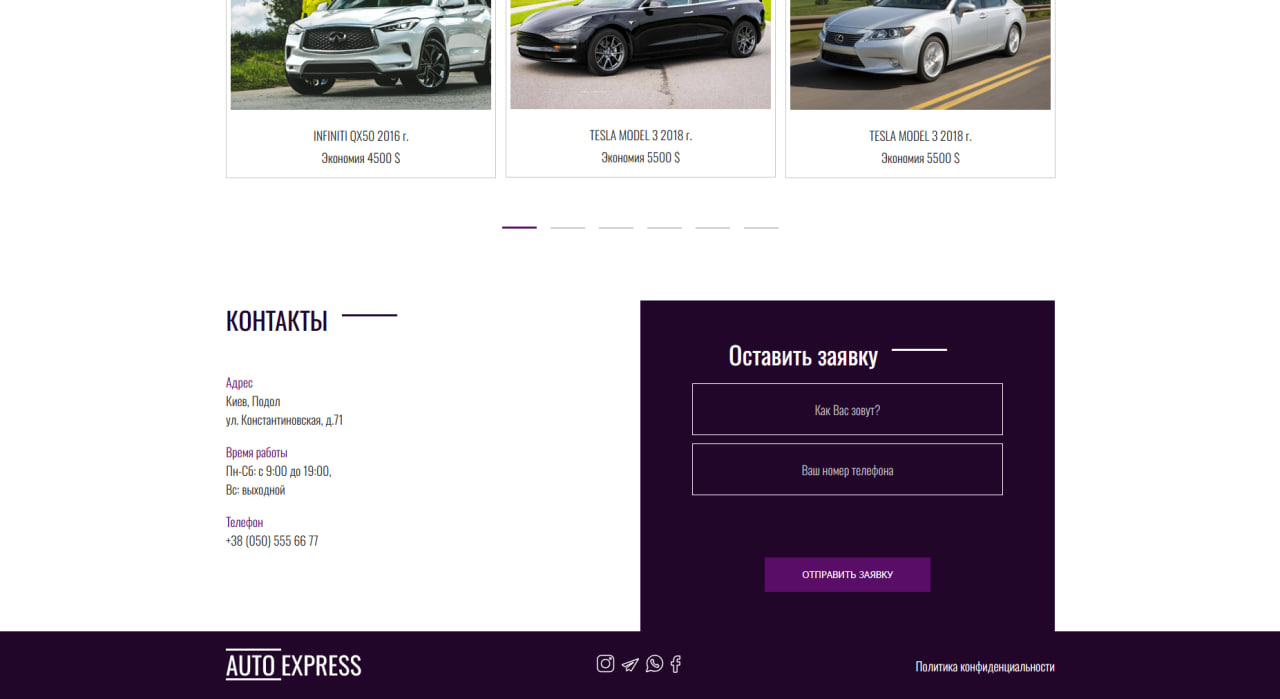 INFINITI QX50 2016 г.
Экономия 4500 $
TESLA MODEL 3 2018 г.
Экономия 5500 $
TESLA MODEL 3 2018 г.
Экономия 5500 $
КОНТАКТЫ
Адрес
Киев, Подол
ул. Константиновская, д.71
Время работы
Пн-Сб: с 9:00 до 19:00,
Вс: выходной
Телефон
+38 (050) 555 66 77
Оставить заявку
Как Вас зовут?
Ваш номер телефона
ОТПРАВИТЬ ЗАЯВКУ
AUTO EXPRESS
Политика конфиденциальности